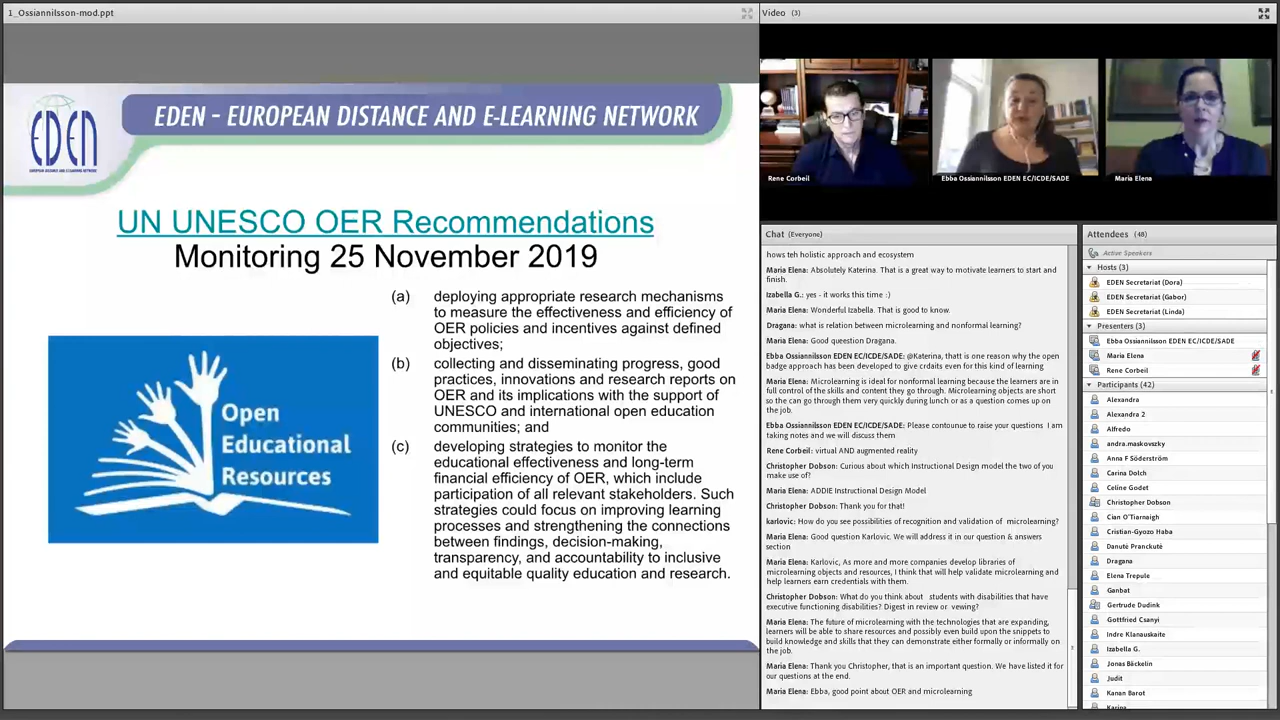 1_Ossiannilsson-mod.ppt
EDEN
EUROPEAN DISTANCE AND E-LEARNING NETWORK
EDEN - EUROPEAN DISTANCE AND E-LEARNING NETWORK
UN UNESCO OER Recommendations
Monitoring 25 November 2019
(a) deploying appropriate research mechanisms
to measure the effectiveness and efficiency of
OER policies and incentives against defined
objectives;
(b) collecting and disseminating progress, good
practices, innovations and research reports on
OER and its implications with the support of
UNESCO and international open education
communities; and
(c) developing strategies to monitor the
educational effectiveness and long-term
financial efficiency of OER, which include
participation of all relevant stakeholders. Such
strategies could focus on improving learning
processes and strengthening the connections
between findings, decision-making,
transparency, and accountability to inclusive
and equitable quality education and research.
Open
Educational
Resources
Video (3)
Rene Corbeil
Ebba Ossiannilsson EDEN EC/ICDE/SADE
Maria Elena
Chat (Everyone)
hows teh holistic approach and ecosystem
Maria Elena: Absolutely Katerina. That is a great way to motivate learners to start and
finish.
Izabella G.: yes - it works this time :)
Maria Elena: Wonderful Izabella. That is good to know.
Dragana: what is relation between microlearning and nonformal learning?
Maria Elena: Good queestion Dragana.
Ebba Ossiannilsson EDEN EC/ICDE/SADE: @Katerina, thatt is one reason why the open
badge approach has been developed to give crdaits even for this kind of learning
Maria Elena: Microlearning is ideal for nonformal learning because the learners are in
full control of the skills and content they go through. Microlearning objects are short
so the can go through them very quickly during lunch or as a question comes up on
the job.
Ebba Ossiannilsson EDEN EC/ICDE/SADE: Please contounue to raise your questions I am
taking notes and we will discuss them
Rene Corbeil: virtual AND augmented reality
Christopher Dobson: Curious about which Instructional Design model the two of you
make use of?
Maria Elena: ADDIE Instructional Design Model
Christopher Dobson: Thank you for that!
karlovic: How do you see possibilities of recognition and validation of microlearning?
Maria Elena: Good question Karlovic. We will address it in our question & answers
section
Maria Elena: Karlovic, As more and more companies develop libraries of
microlearning objects and resources, I think that will help validate microlearning and
help learners earn credentials with them.
Christopher Dobson: What do you think about students with disabilities that have
executive functioning disabilities? Digest in review or vewing?
Maria Elena: The future of microlearning with the technologies that are expanding,
learners will be able to share resources and possibly even build upon the snippets to
build knowledge and skills that they can demonstrate either formally or informally on
the job.
Maria Elena: Thank you Christopher, that is an important question. We have listed it for
our questions at the end.
Maria Elena: Ebba, good point about OER and microlearning
Attendees (48)
Active Speakers
Hosts (3)
EDEN Secretariat (Dora)
EDEN Secretariat (Gabor)
EDEN Secretariat (Linda)
Presenters (3)
Ebba Ossiannilsson EDEN EC/ICDE/SADE
Maria Elena
Rene Corbeil
Participants (42)
Alexandra
Alexandra 2
Alfredo
andra.maskovszky
Anna F Söderström
Carina Dolch
Celine Godet
Christopher Dobson
Cian O'Tiarnaigh
Cristian-Gyozo Haba
Danutė Pranckutė
Dragana
Elena Trepule
Ganbat
Gertrude Dudink
Gottfried Csanyi
Indre Klanauskaite
Izabella G.
Jonas Bäckelin
Judit
Kanan Barot